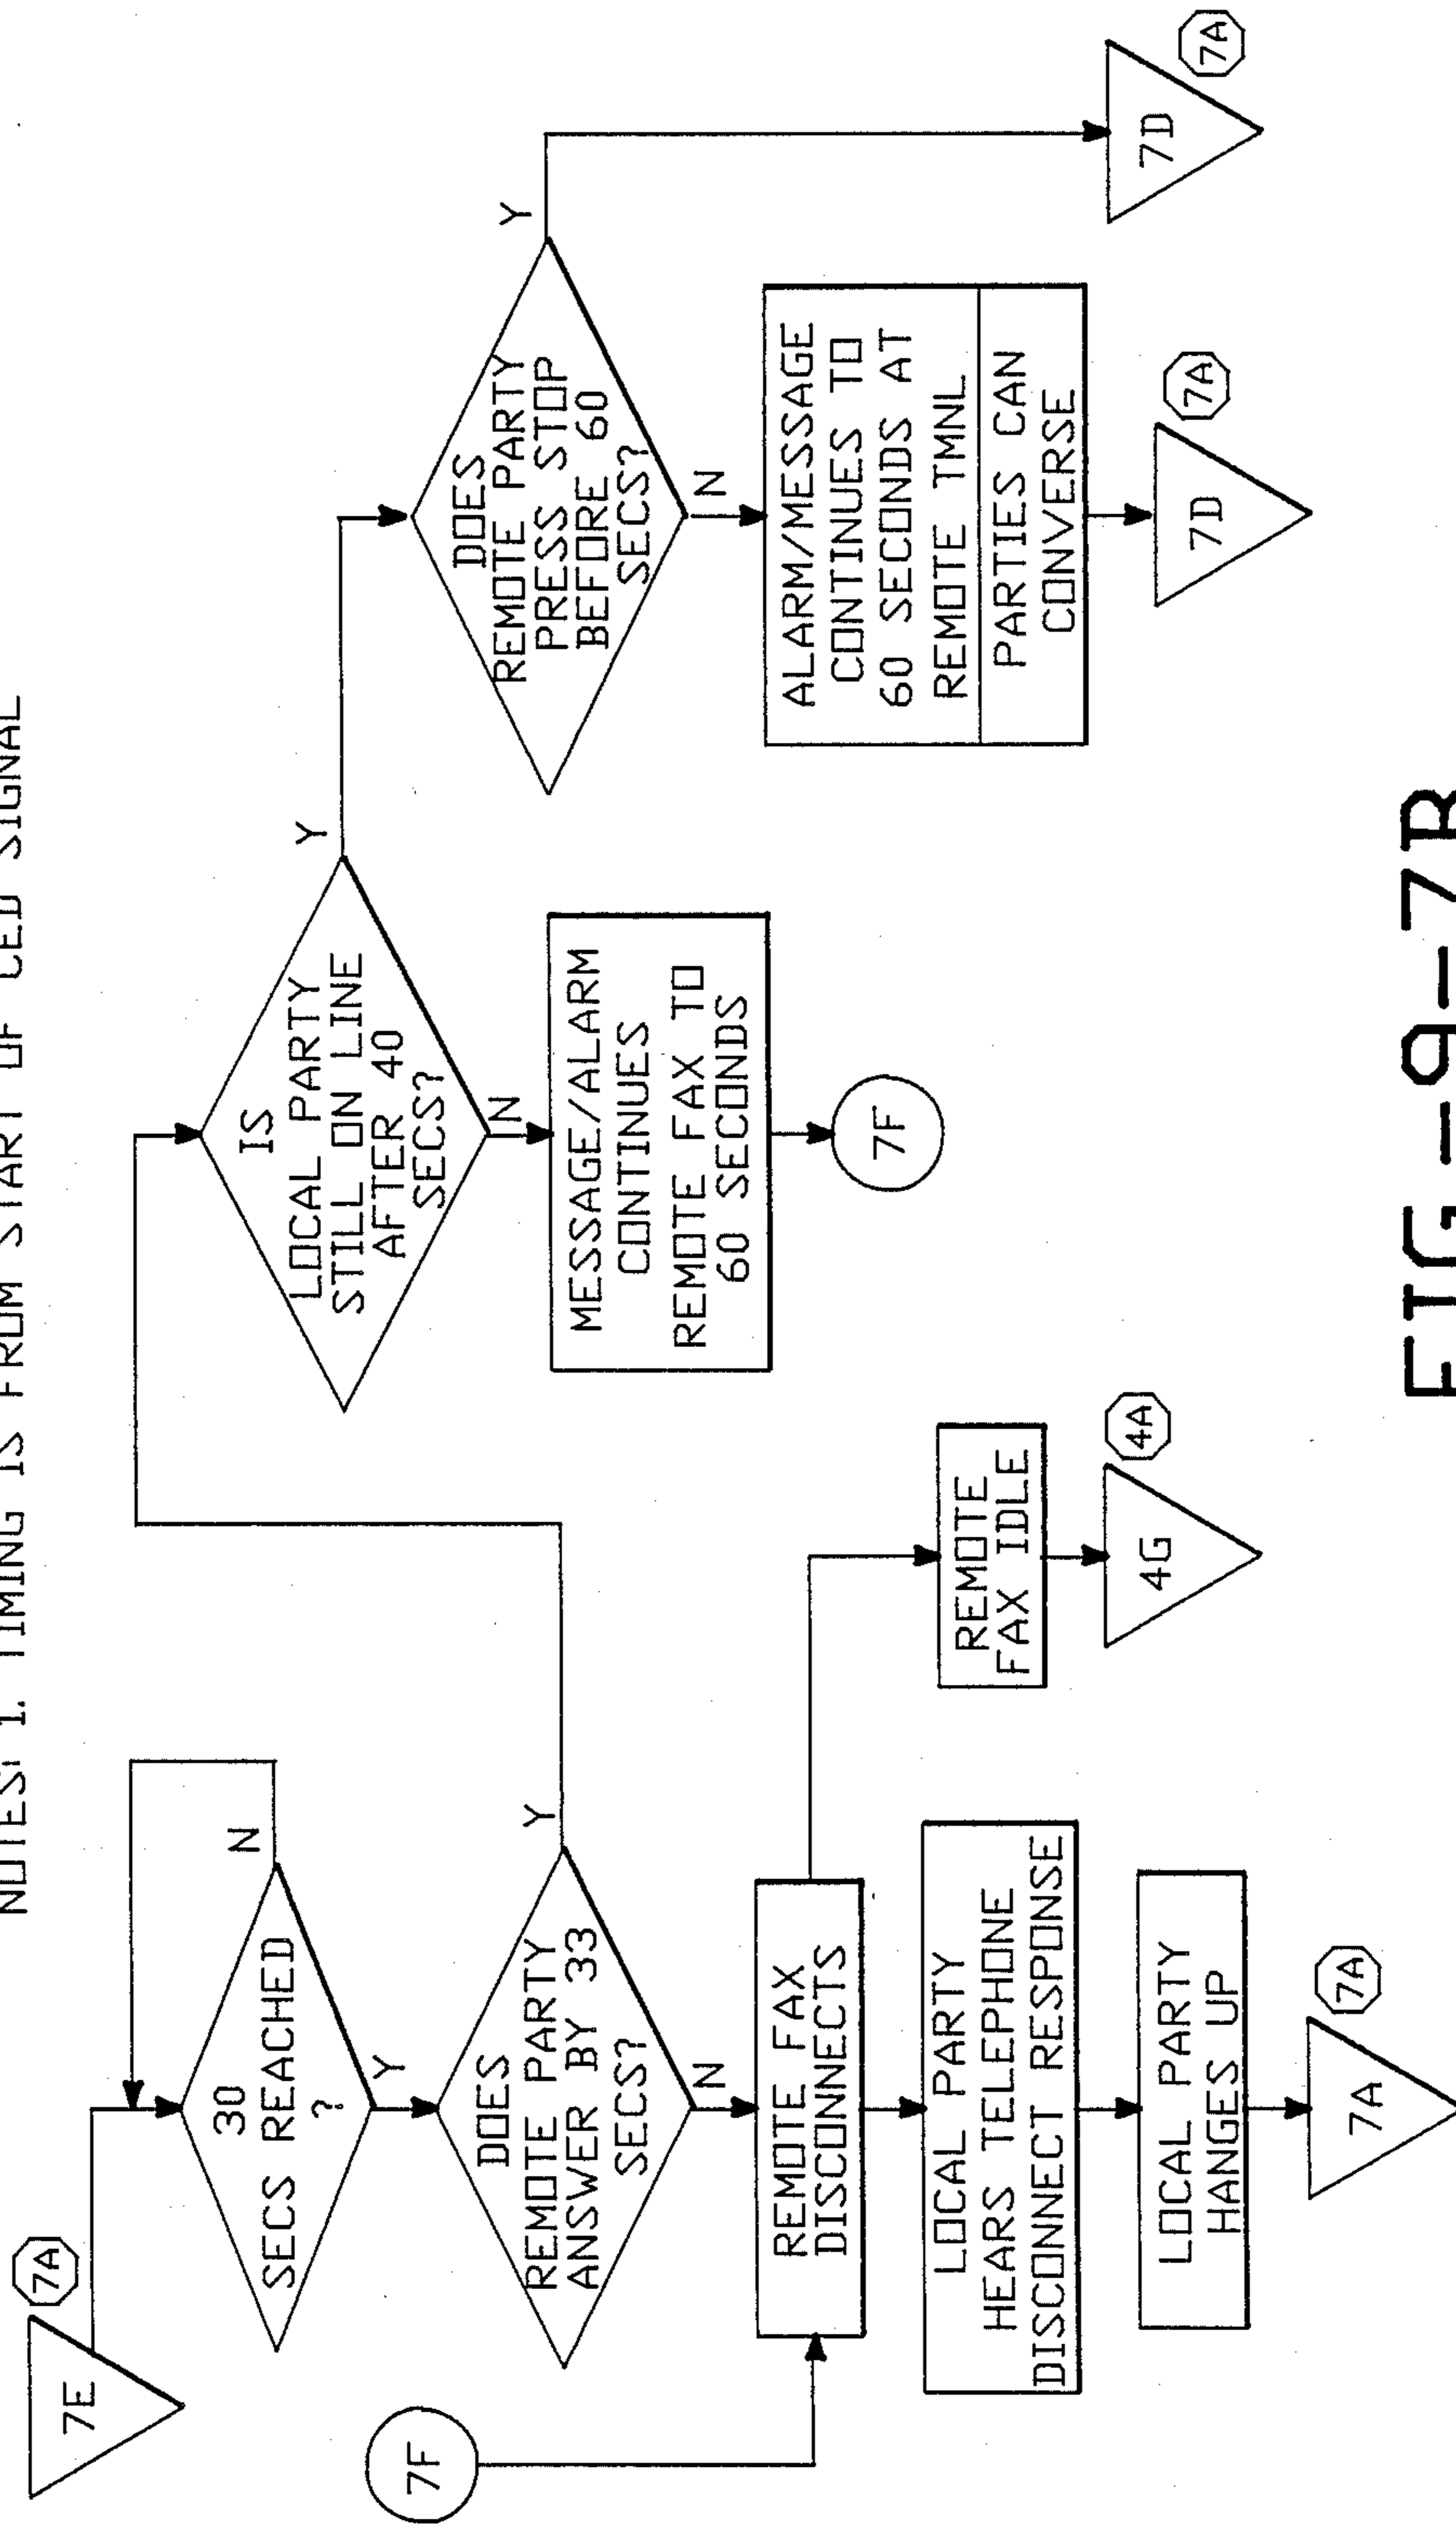 NOTES: 1. TIMING IS FROM START OF CED SIGNAL
7E
7A
30
SECS REACHED
?
N
Y
DOES
REMOTE PARTY
ANSWER BY 33
SECS?
Y
N
7F
REMOTE FAX
DISCONNECTS
LOCAL PARTY
HEARS TELEPHONE
DISCONNECT RESPONSE
LOCAL PARTY
HANGES UP
7A
7A
REMOTE
FAX IDLE
4G
4A
IS
LOCAL PARTY
STILL ON LINE
AFTER 40
SECS?
Y
N
MESSAGE/ALARM
CONTINUES
REMOTE FAX TO
60 SECONDS
7F
DOES
REMOTE PARTY
PRESS STOP
BEFORE 60
SECS?
Y
N
ALARM/MESSAGE
CONTINUES TO
60 SECONDS AT
REMOTE TMNL
PARTIES CAN
CONVERSE
7D
7A
7D
7A
FIG.-9-7B